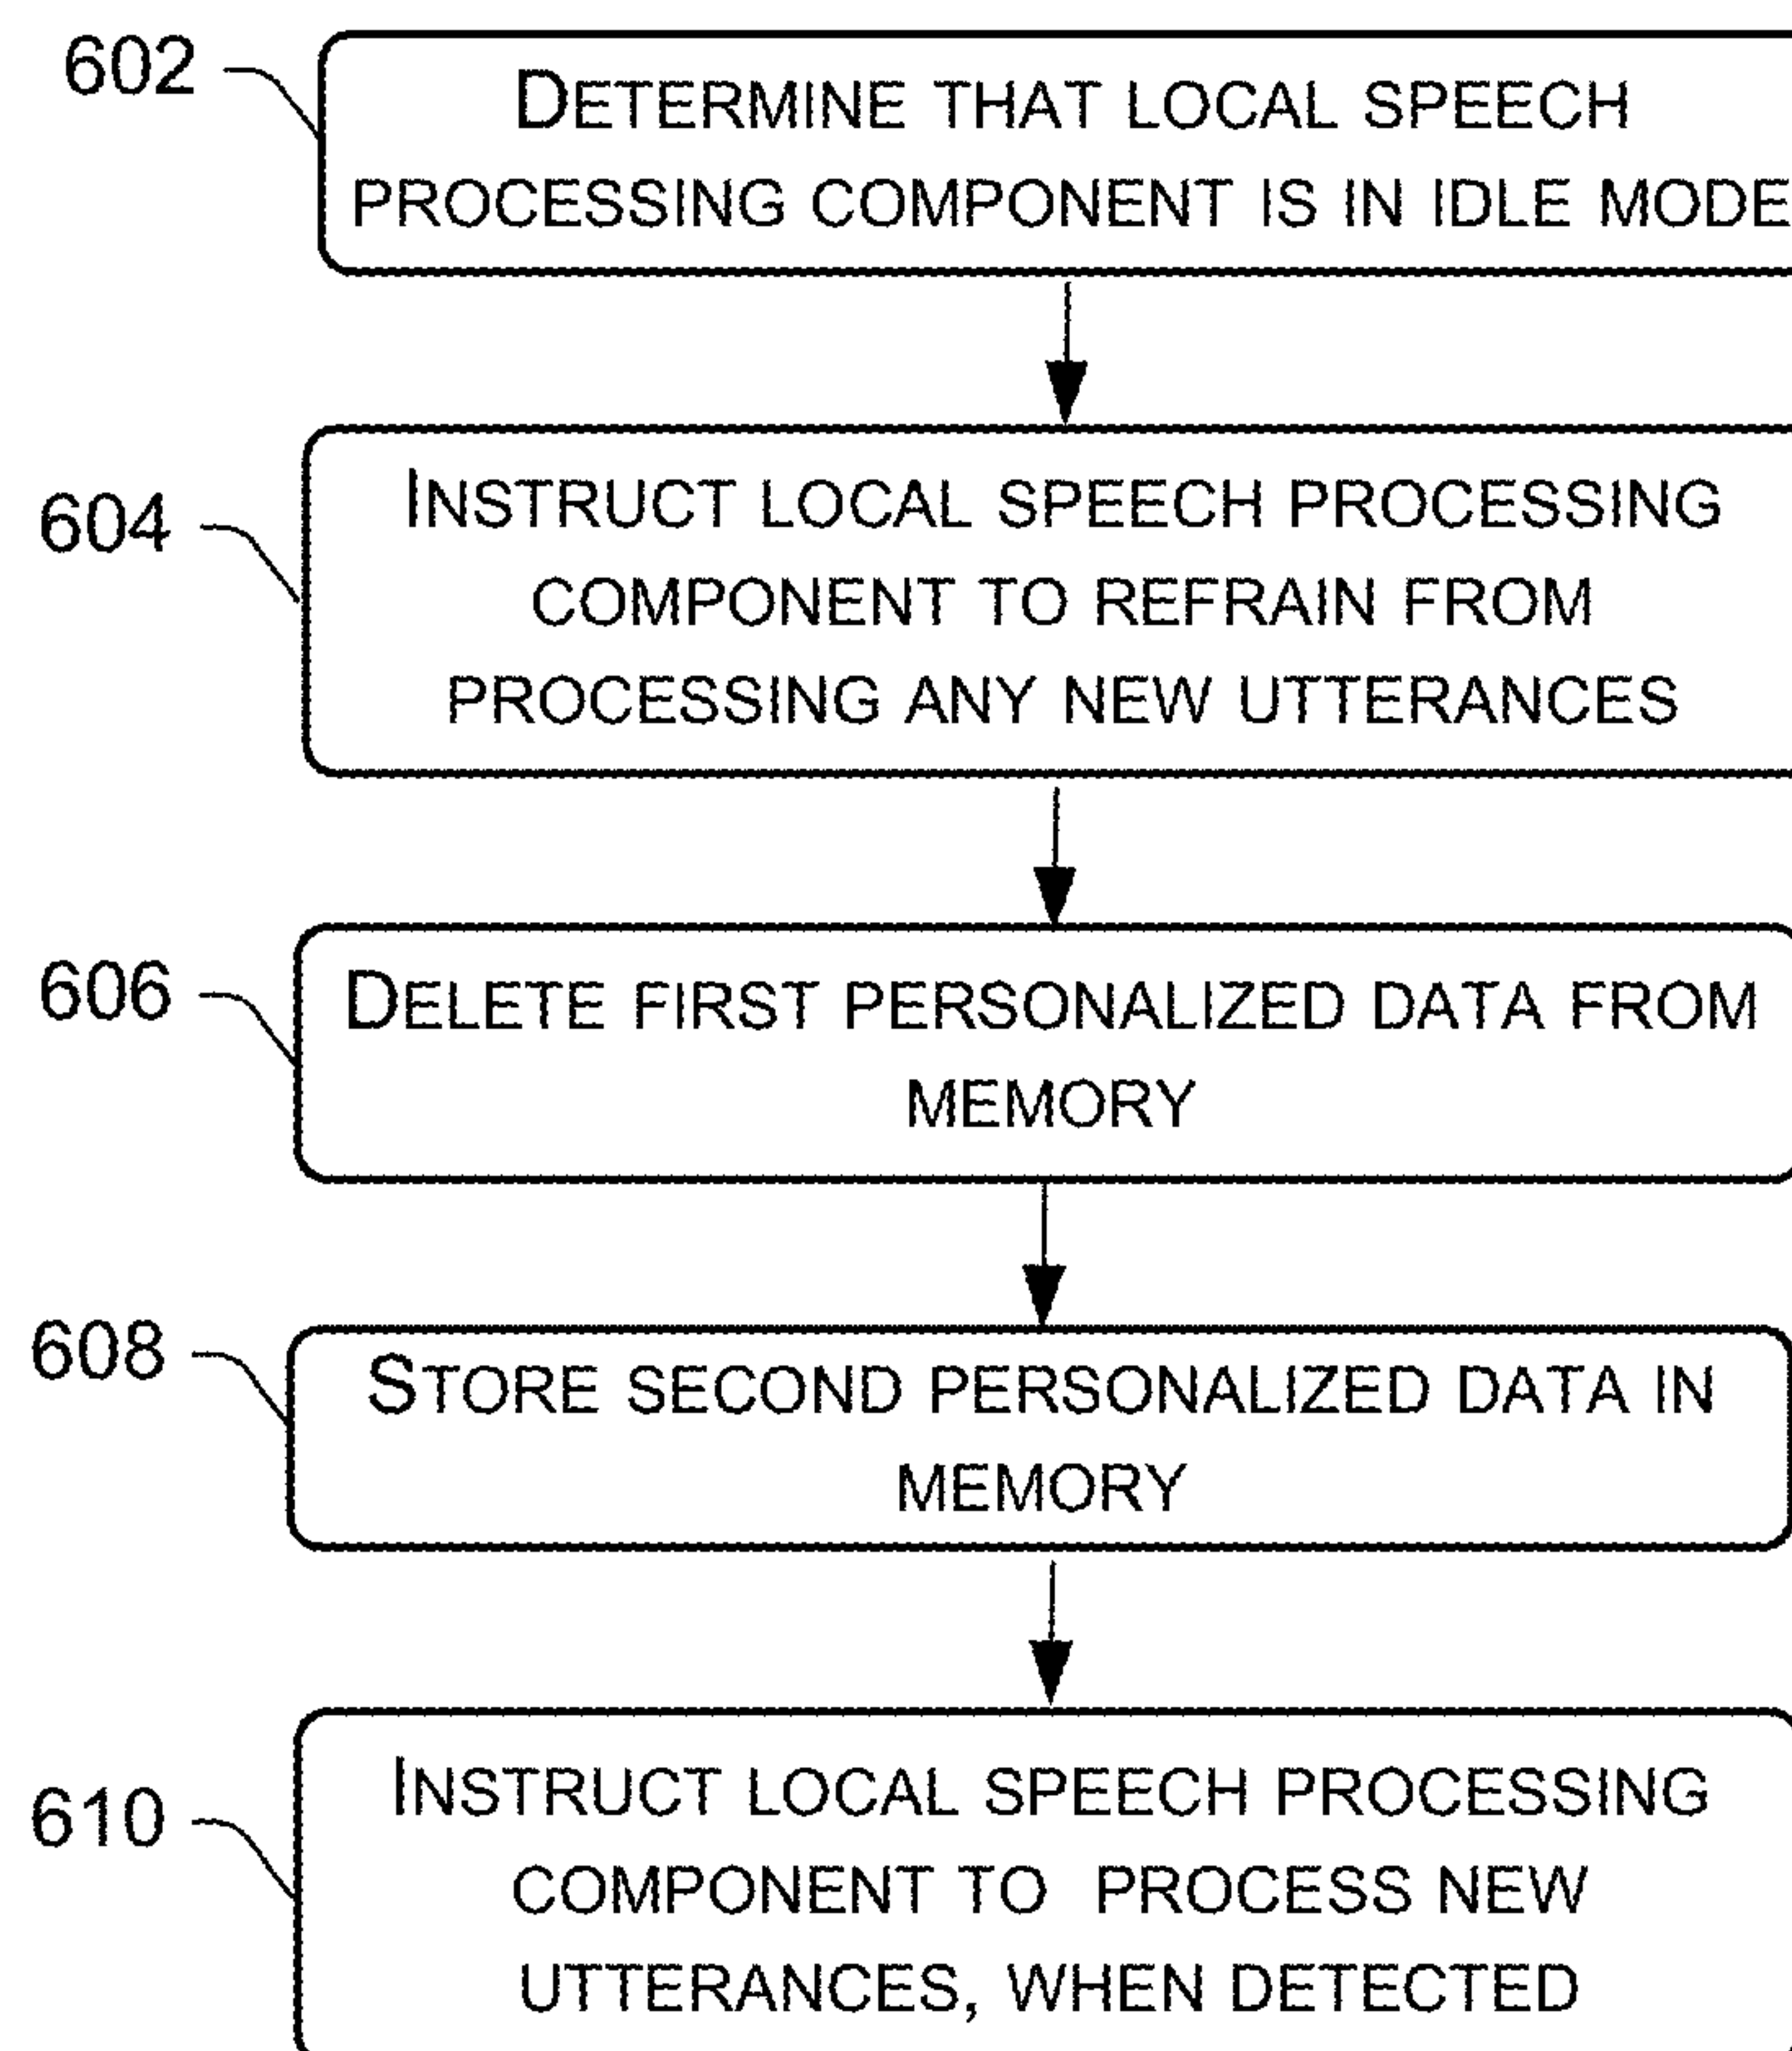 602
DETERMINE THAT LOCAL SPEECH
PROCESSING COMPONENT IS IN IDLE MODE
604
INSTRUCT LOCAL SPEECH PROCESSING
COMPONENT TO REFRAIN FROM
PROCESSING ANY NEW UTTERANCES
606
DELETE FIRST PERSONALIZED DATA FROM
MEMORY
608
STORE SECOND PERSONALIZED DATA IN
MEMORY
610
INSTRUCT LOCAL SPEECH PROCESSING
COMPONENT TO PROCESS NEW
UTTERANCES, WHEN DETECTED